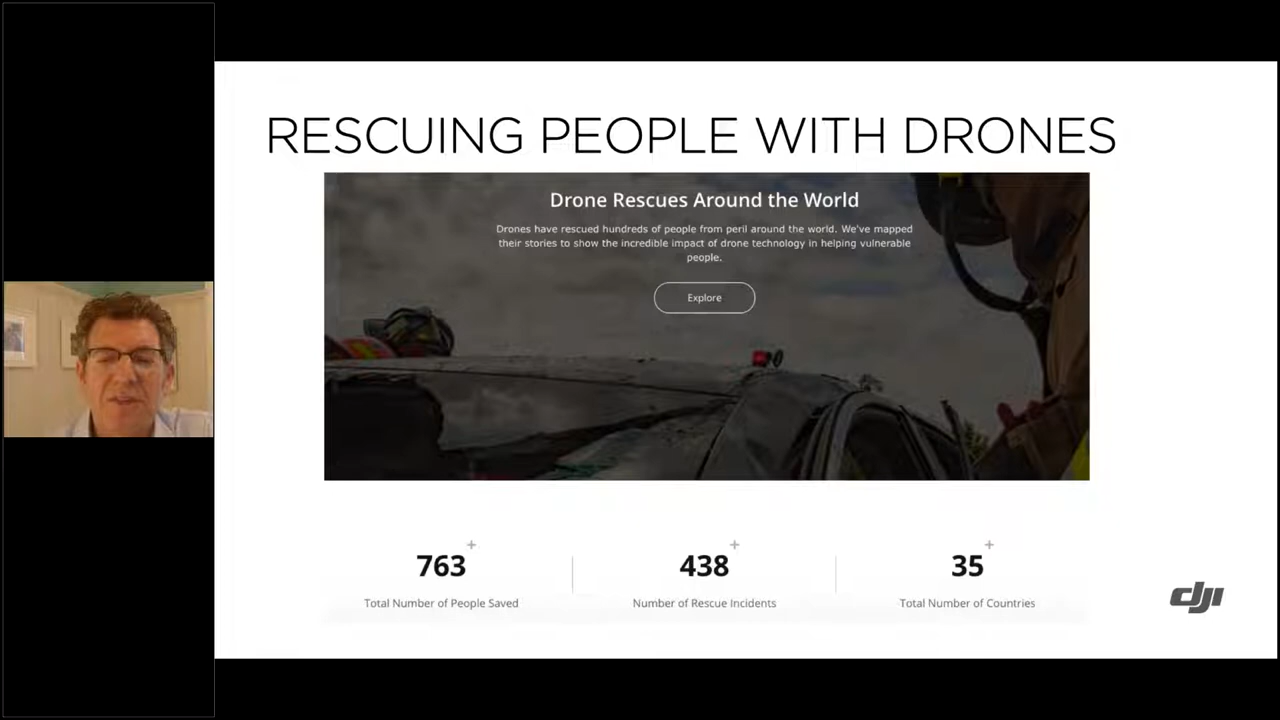 RESCUING PEOPLE WITH DRONES
Drone Rescues Around the World
Drones have rescued hundreds of people from peril around the world. We've mapped
their stories to show the incredible impact of drone technology in helping vulnerable
people.
Explore
763+
Total Number of People Saved
438+
Number of Rescue Incidents
35+
Total Number of Countries
dji